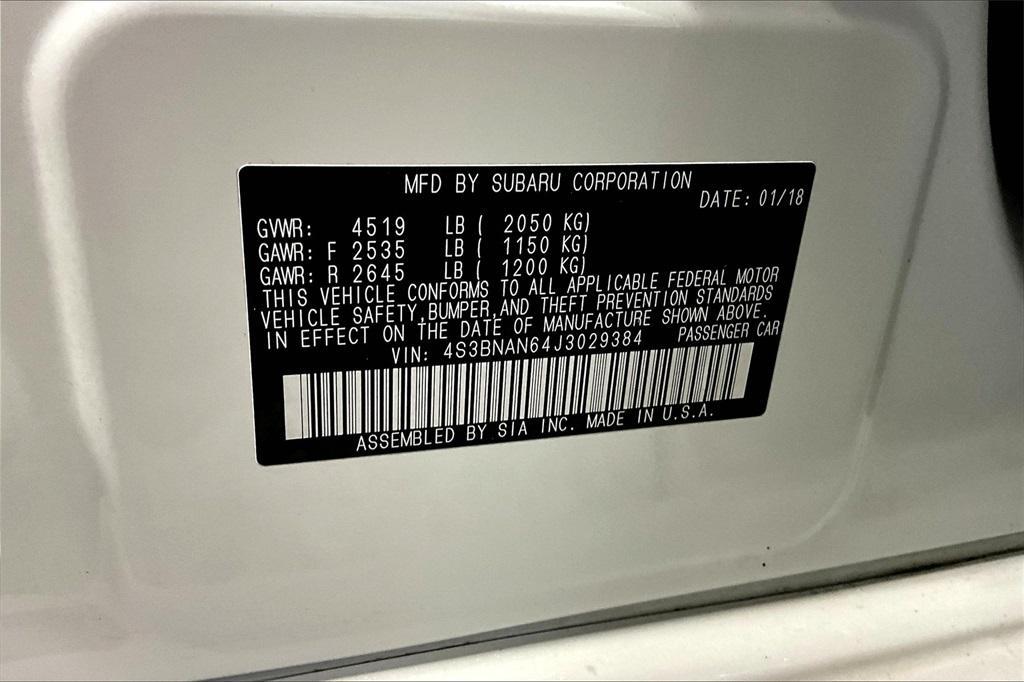 MFD BY SUBARU CORPORATION
DATE: 01/18
GVWR: 4519 LB ( 2050 KG)
GAWR: F 2535 LB ( 1150 KG)
GAWR: R 2645 LB ( 1200 KG)
THIS VEHICLE CONFORMS TO ALL APPLICABLE FEDERAL MOTOR
VEHICLE SAFETY,BUMPER,AND THEFT PREVENTION STANDARDS
IN EFFECT ON THE DATE OF MANUFACTURE SHOWN ABOVE.
VIN: 4S3BNAN64J3029384 PASSENGER CAR
ASSEMBLED BY SIA INC. MADE IN U.S.A.